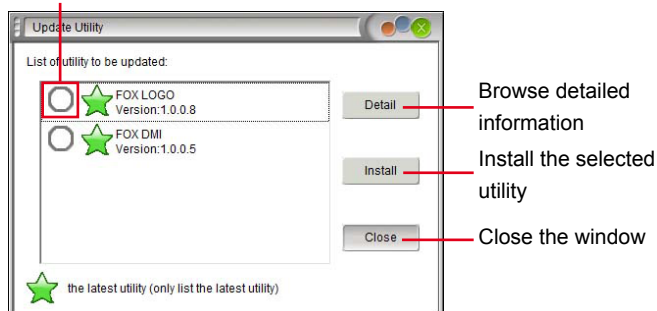 Update Utility
List of utility to be updated:
FOX LOGO
Version:1.0.0.8
FOX DMI
Version:1.0.0.5
Detail
Install
Close
Browse detailed
information
Install the selected
utility
Close the window
the latest utility (only list the latest utility)